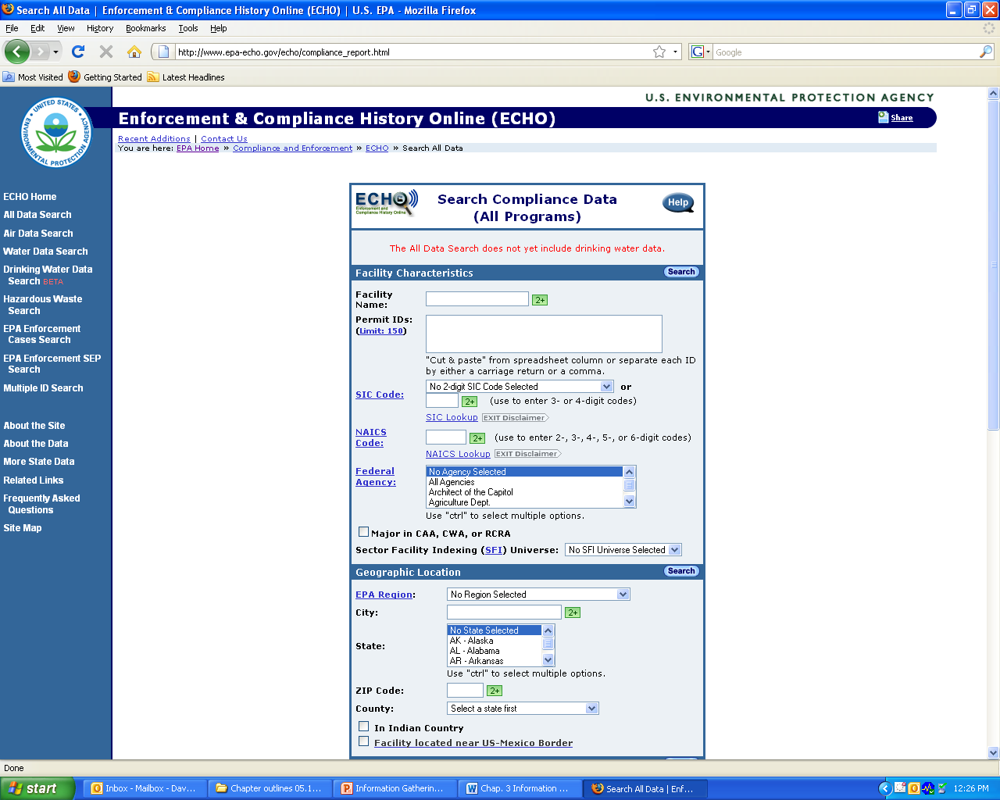 Search All Data | Enforcement & Compliance History Online (ECHO) | U.S. EPA - Mozilla Firefox
File Edit View History Bookmarks Tools Help
http://www.epa-echo.gov/echo/compliance_report.html
Google
Most Visited Getting Started Latest Headlines
UNITED STATES
ENVIRONMENTAL PROTECTION AGENCY
U.S. ENVIRONMENTAL PROTECTION AGENCY
Enforcement & Compliance History Online (ECHO)
Share
Recent Additions | Contact Us
You are here: EPA Home » Compliance and Enforcement » ECHO » Search All Data
ECHO Home
All Data Search
Air Data Search
Water Data Search
Drinking Water Data
Search BETA
Hazardous Waste
Search
EPA Enforcement
Cases Search
EPA Enforcement SEP
Search
Multiple ID Search
About the Site
About the Data
More State Data
Related Links
Frequently Asked
Questions
Site Map
ECHO
Enforcement and
Compliance History Online
Search Compliance Data
(All Programs)
Help
The All Data Search does not yet include drinking water data.
Facility Characteristics Search
Facility
Name: 2+
Permit IDs:
(Limit: 150)
"Cut & paste" from spreadsheet column or separate each ID
by either a carriage return or a comma.
SIC Code: No 2-digit SIC Code Selected or
2+ (use to enter 3- or 4-digit codes)
SIC Lookup EXIT Disclaimer
NAICS
Code: 2+ (use to enter 2-, 3-, 4-, 5-, or 6-digit codes)
NAICS Lookup EXIT Disclaimer
Federal
Agency:
No Agency Selected
All Agencies
Architect of the Capitol
Agriculture Dept.
Use "ctrl" to select multiple options.
Major in CAA, CWA, or RCRA
Sector Facility Indexing (SFI) Universe: No SFI Universe Selected
Geographic Location Search
EPA Region: No Region Selected
City: 2+
State:
No State Selected
AK - Alaska
AL - Alabama
AR - Arkansas
Use "ctrl" to select multiple options.
ZIP Code: 2+
County: Select a state first
In Indian Country
Facility located near US-Mexico Border
Done
start Inbox - Mailbox - Dav... Chapter outlines 05.1... Information Gatherin... Chap. 3 Information ... Search All Data | Enf... 12:26 PM